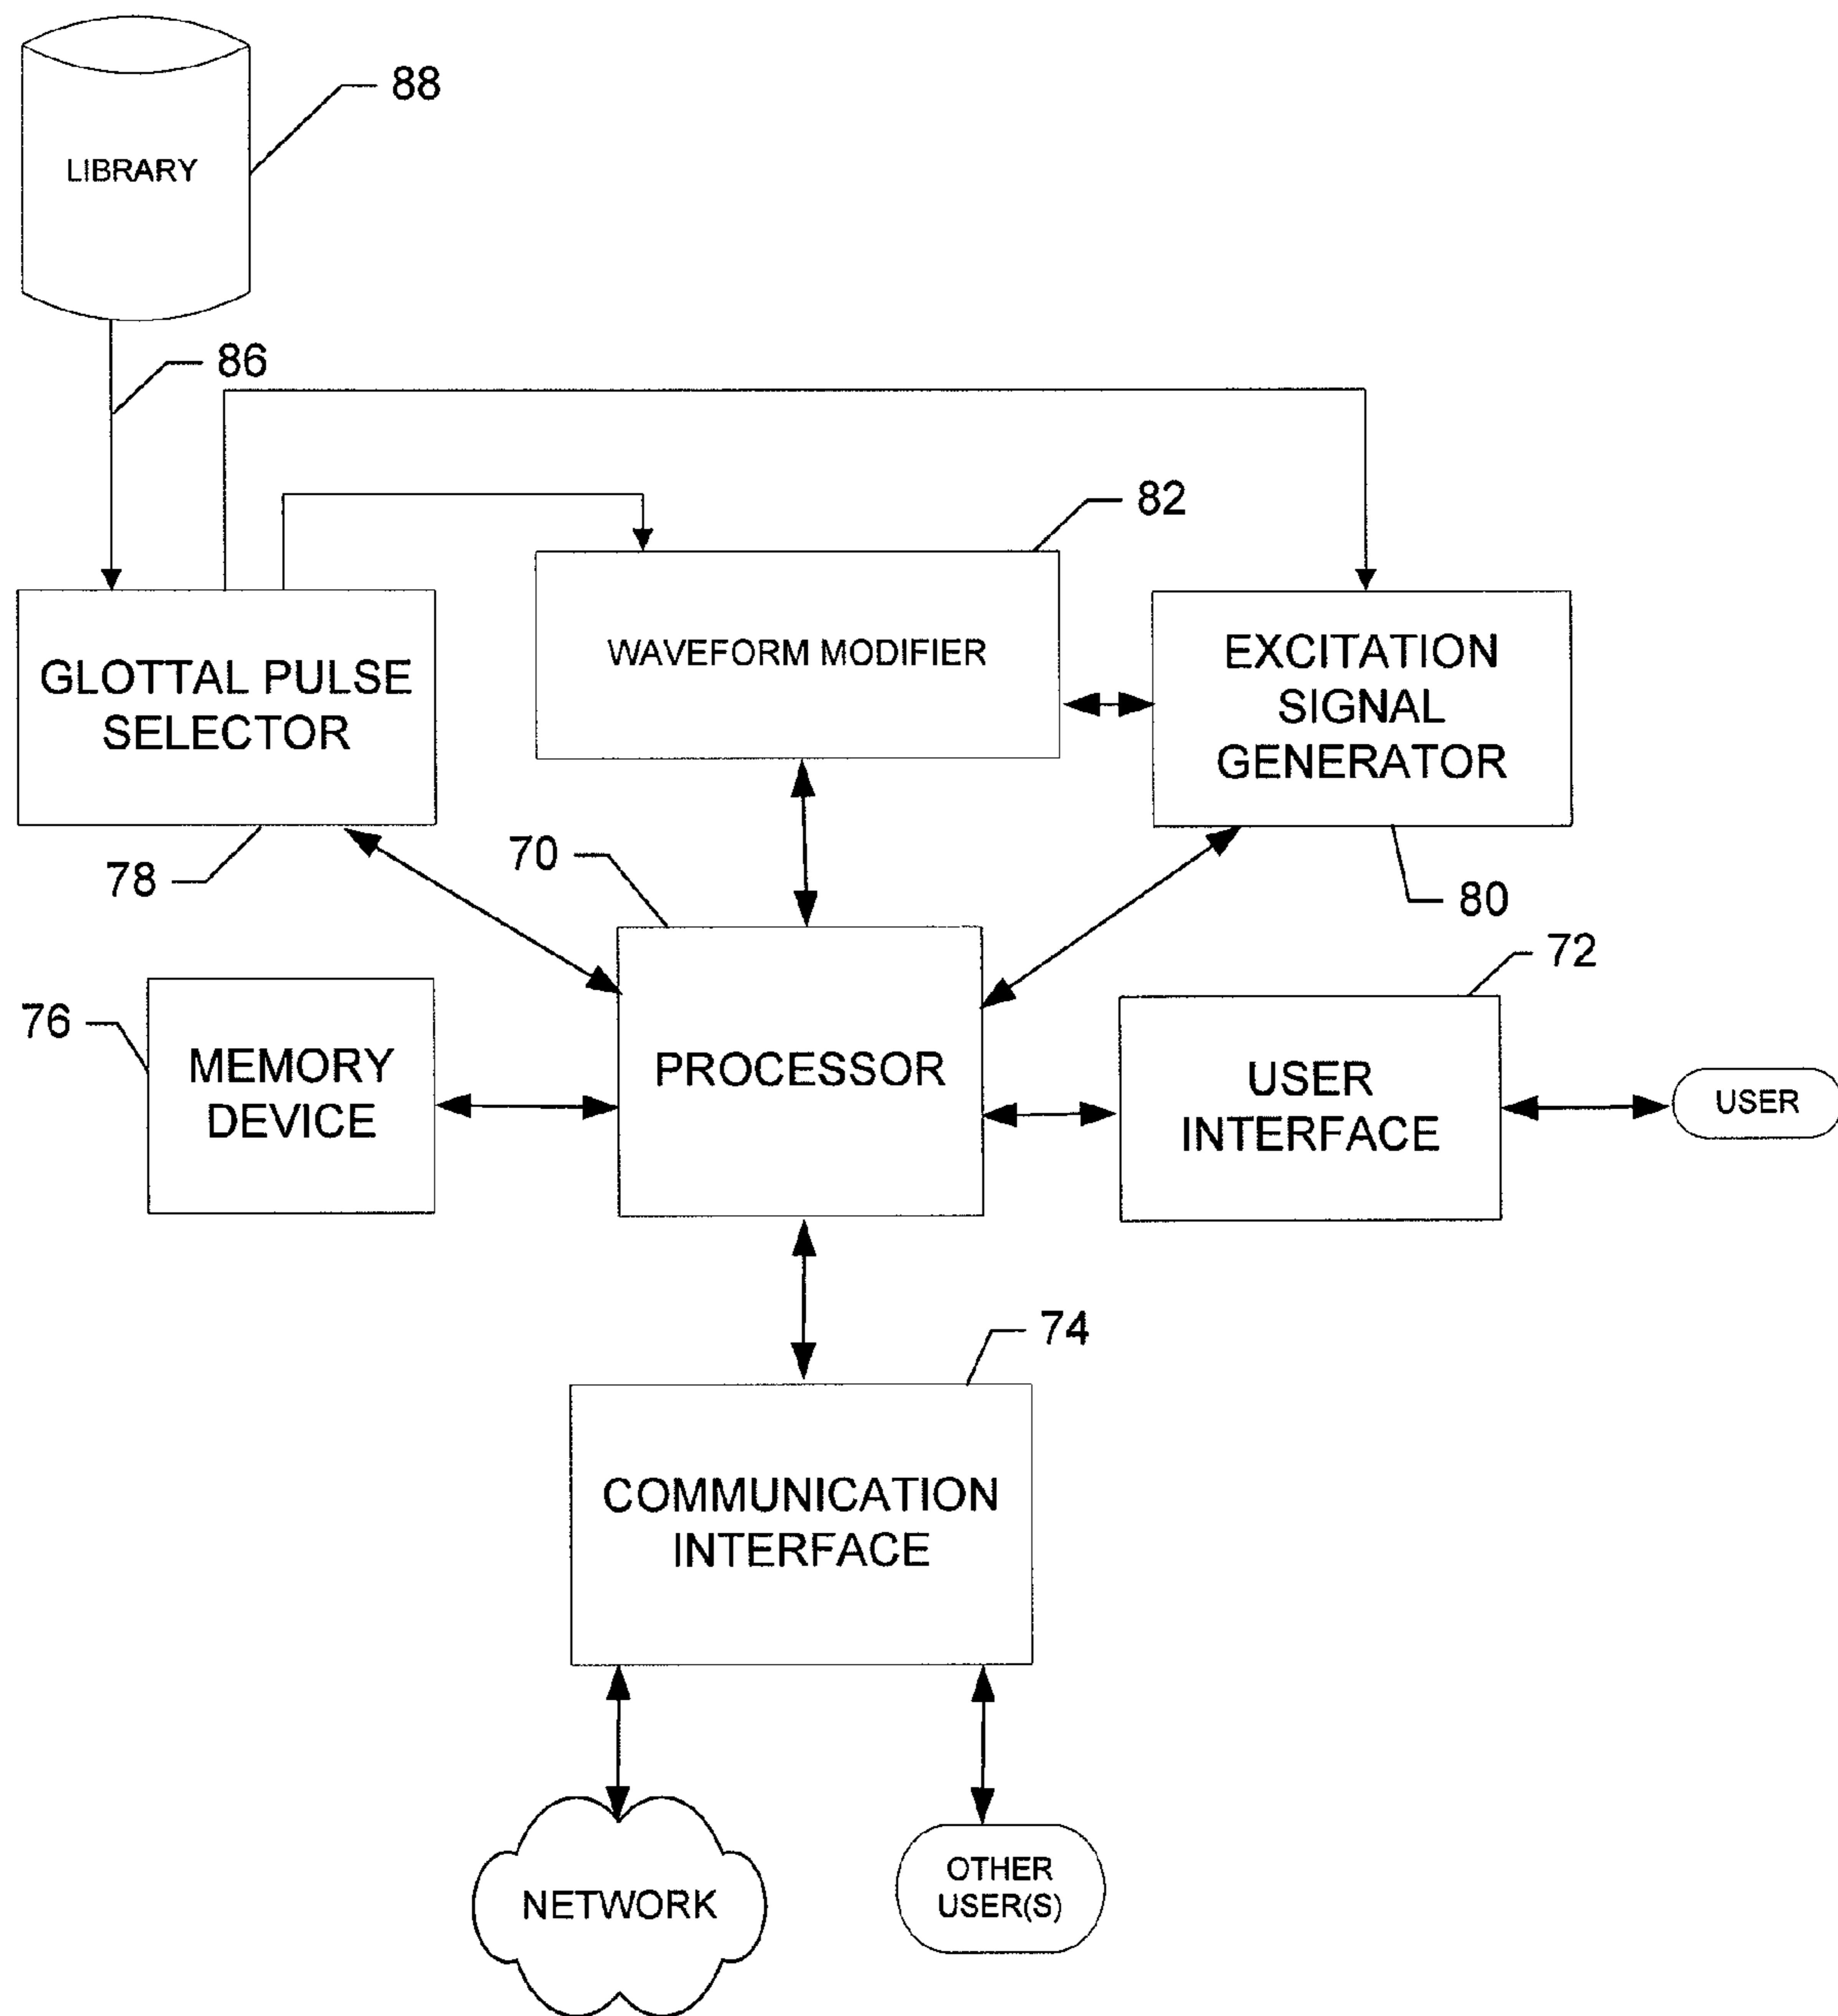 88
LIBRARY
86
82
WAVEFORM MODIFIER
GLOTTAL PULSE
SELECTOR
EXCITATION
SIGNAL
GENERATOR
78
70
80
72
76
MEMORY
DEVICE
PROCESSOR
USER
INTERFACE
USER
74
COMMUNICATION
INTERFACE
NETWORK
OTHER
USER(S)